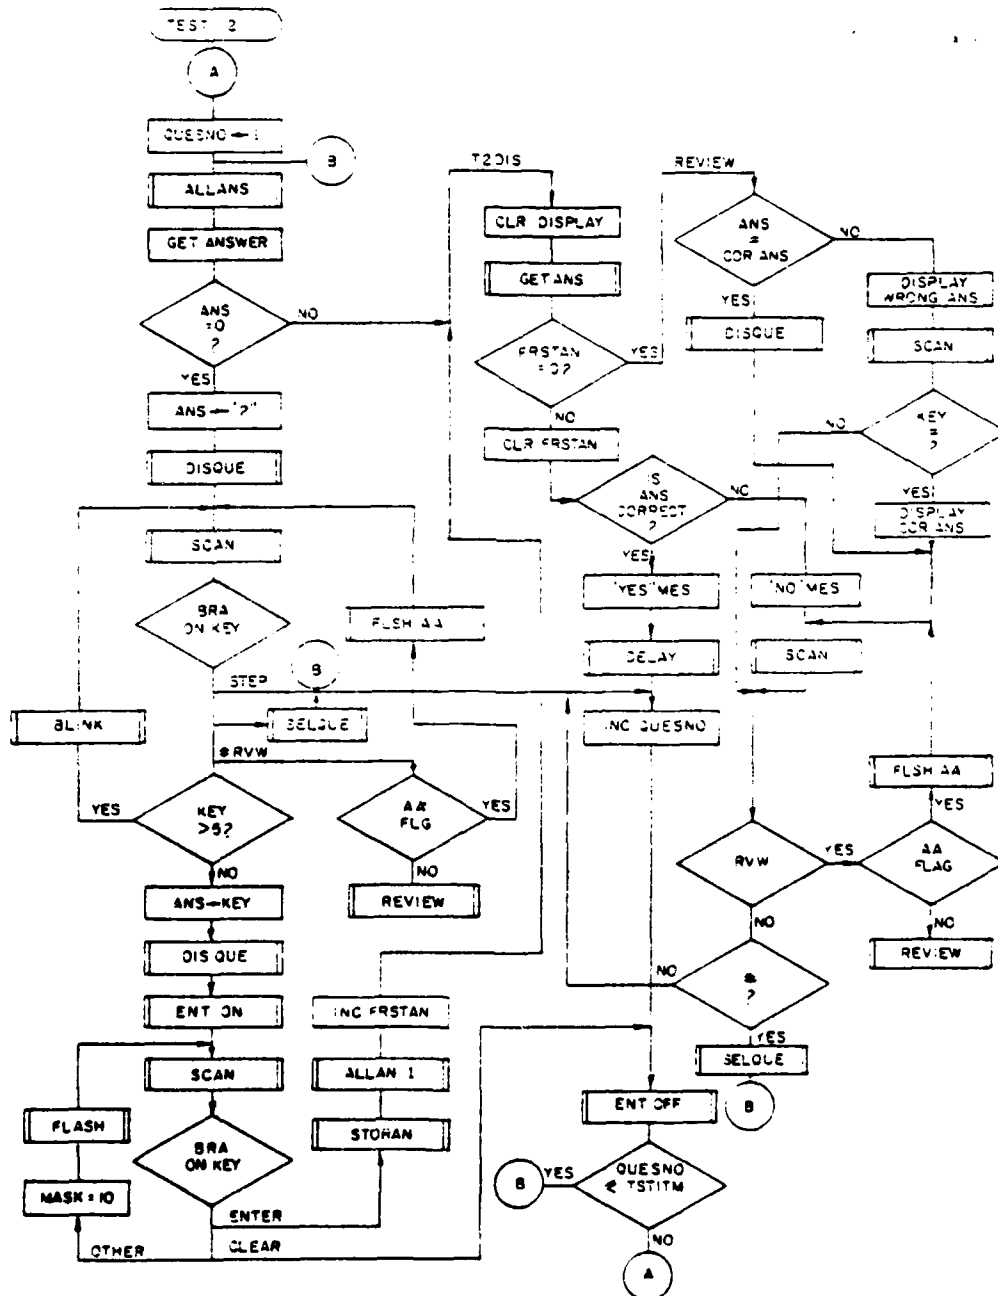 TEST 2
A
QUESNO ← 1
B
ALLANS
GET ANSWER
ANS
=0
?
NO
YES
ANS ← "?"
DISQUE
SCAN
BRA
ON KEY
FLSH AA
B
STEP
BLINK
SELQUE
#RVW
YES
KEY
>5?
NO
AA
FLG
YES
NO
REVIEW
ANS←KEY
DISQUE
ENT ON
SCAN
FLASH
BRA
ON KEY
MASK = 10
ENTER
CLEAR
OTHER
INC FRSTAN
ALLAN 1
STORAN
T2DIS
CLR DISPLAY
GET ANS
FRSTAN
=0?
YES
NO
CLR FRSTAN
IS
ANS
CORRECT
?
NO
YES
"YES" MES
DELAY
INC QUESNO
"NO" MES
SCAN
REVIEW
ANS
=
COR ANS
NO
YES
DISQUE
DISPLAY
WRONG ANS
SCAN
KEY
=
?
NO
YES
DISPLAY
COR ANS
FLSH AA
YES
RVW
YES
AA
FLAG
NO
NO
REVIEW
#
?
NO
YES
SELQUE
B
ENT OFF
QUESNO
≤ TSTITM
YES
B
NO
A